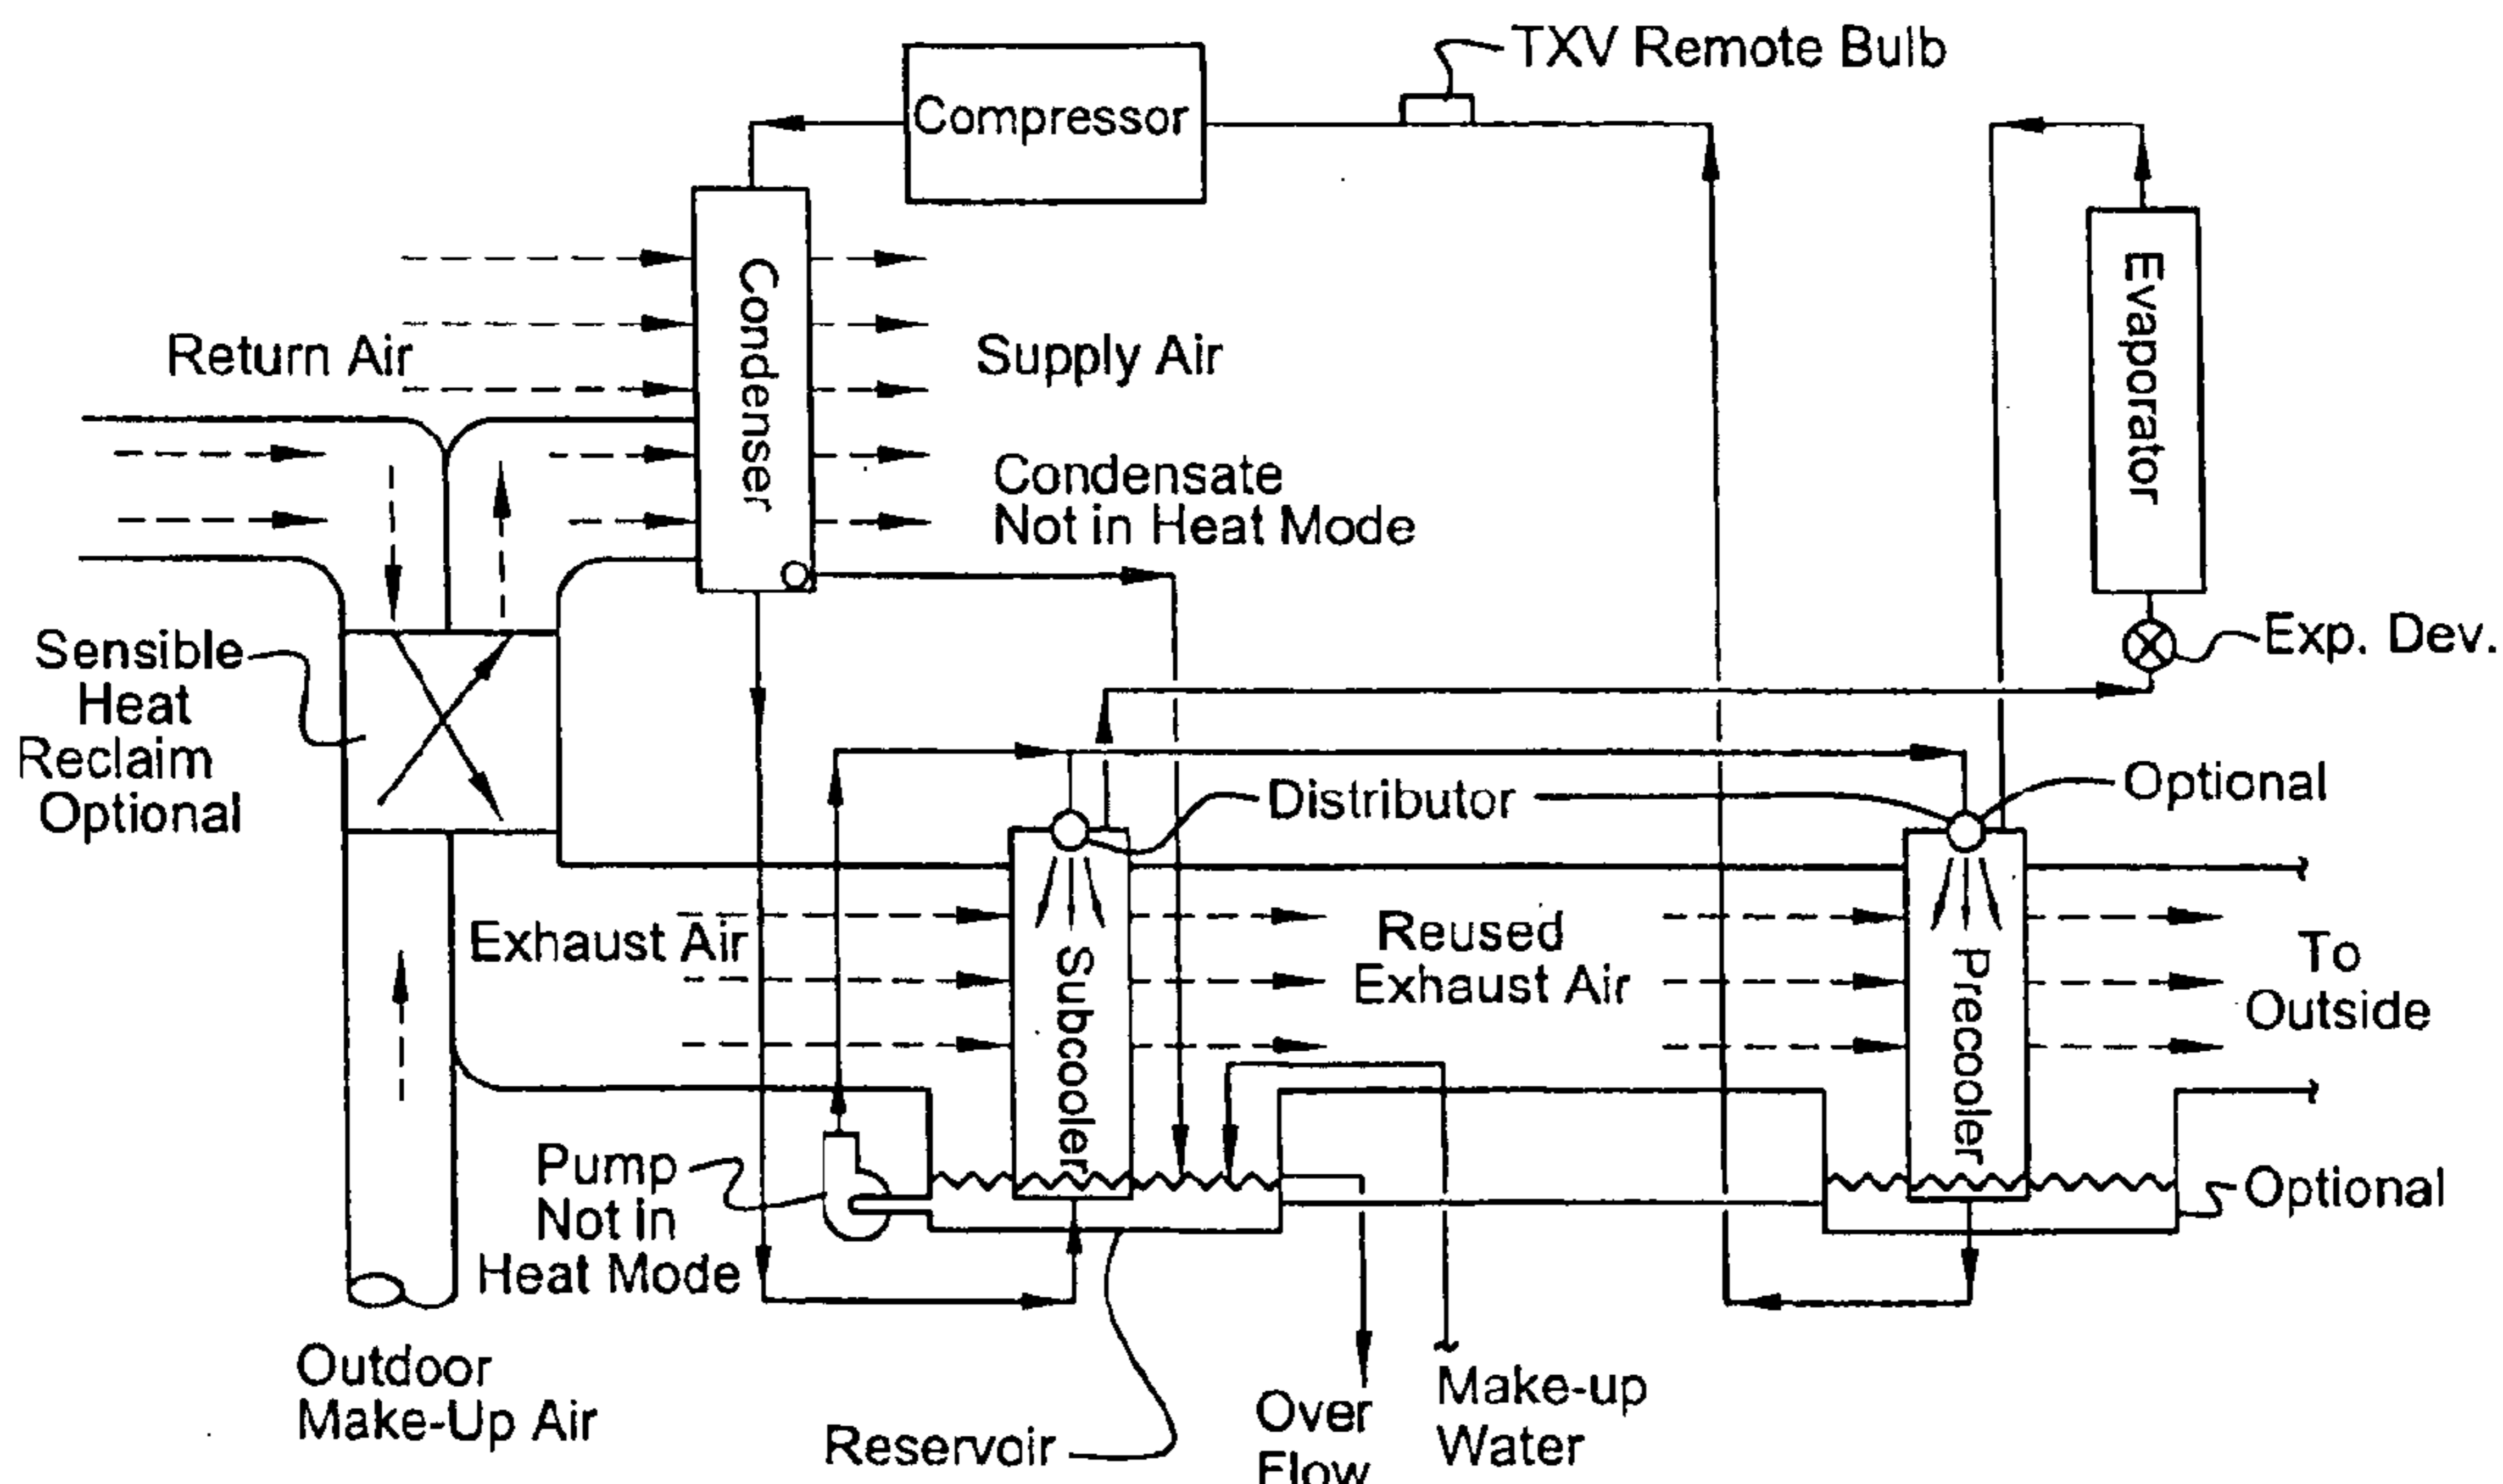 TXV Remote Bulb
Compressor
Condenser
Evaporator
Return Air
Supply Air
Condensate
Not in Heat Mode
Sensible
Heat
Reclaim
Optional
Exp. Dev.
Distributor
Optional
Exhaust Air
Subcooler
Reused
Exhaust Air
Precooler
To
Outside
Pump
Not in
Heat Mode
Optional
Outdoor
Make-Up Air
Reservoir
Over
Flow
Make-up
Water